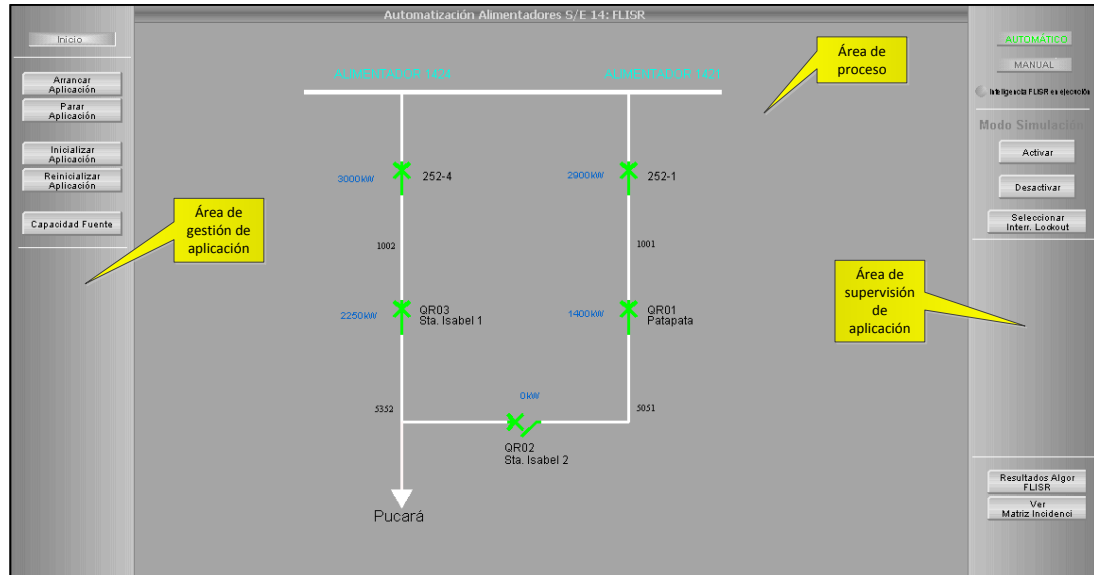 Automatización Alimentadores S/E 14: FLISR
Inicio
Arrancar
Aplicación
Parar
Aplicación
Inicializar
Aplicación
Reinicializar
Aplicación
Capacidad Fuente
Área de
gestión de
aplicación
ALIMENTADOR 1424
ALIMENTADOR 1421
Área de
proceso
3000kW
252-4
2900kW
252-1
1002
1001
2250kW
QR03
Sta. Isabel 1
1400kW
QR01
Patapata
0kW
5352
5051
QR02
Sta. Isabel 2
Pucará
AUTOMÁTICO
MANUAL
Inteligencia FLISR en ejecución
Modo Simulación
Activar
Desactivar
Seleccionar
Interr. Lockout
Área de
supervisión
de
aplicación
Resultados Algor
FLISR
Ver
Matriz Incidenci